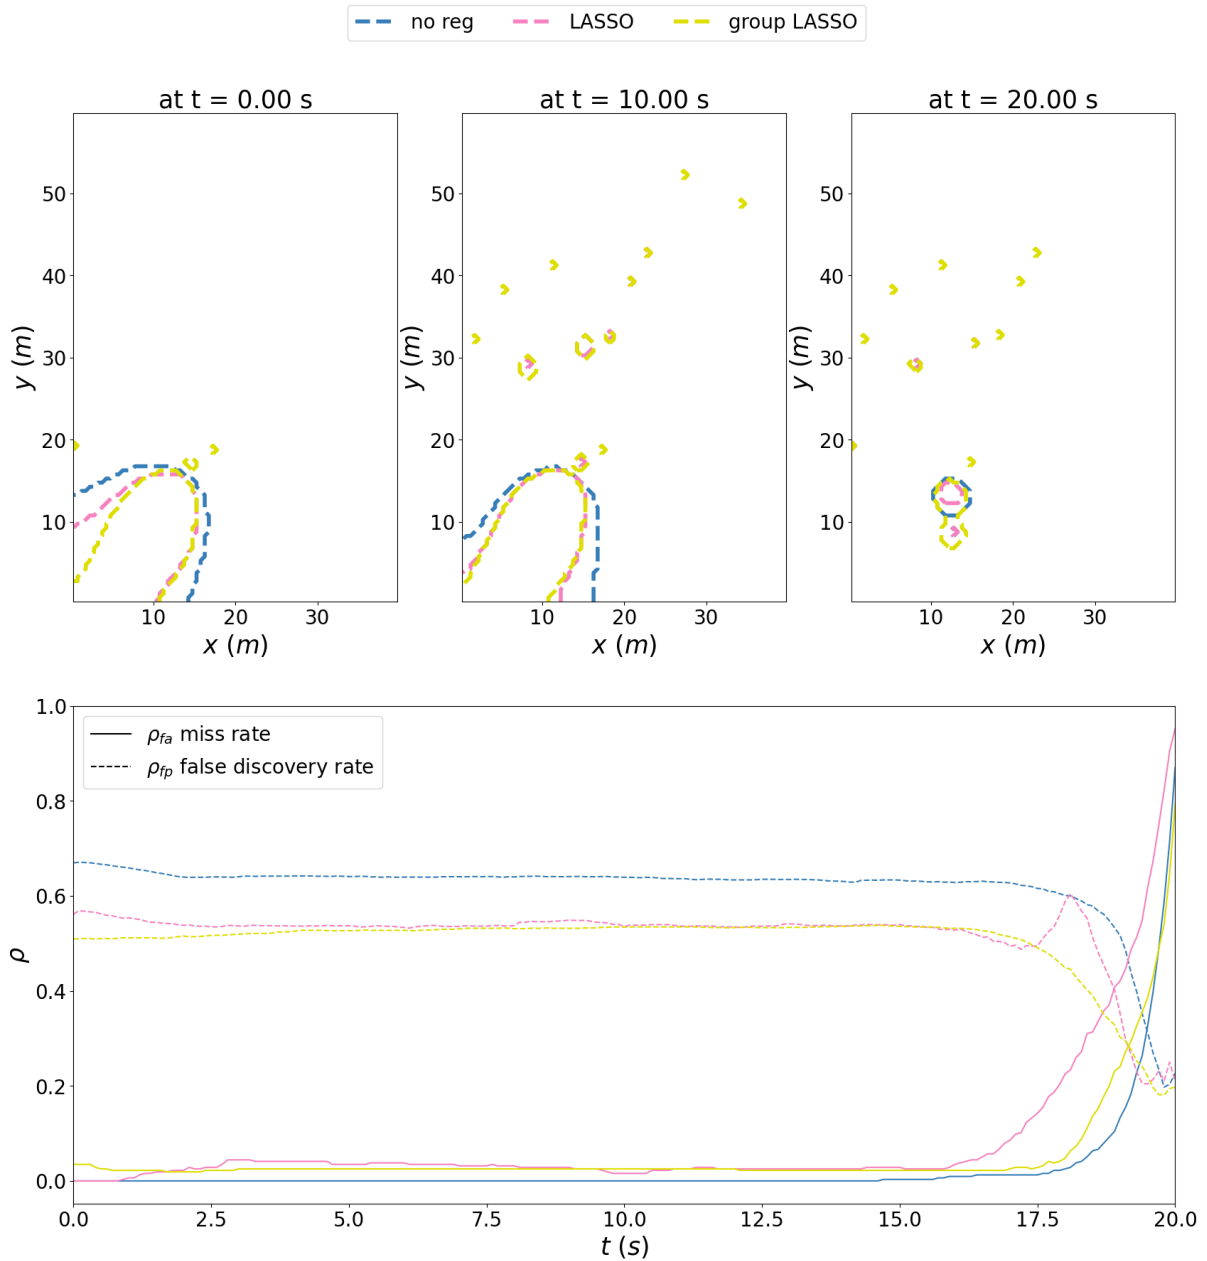 no reg LASSO group LASSO
at t = 0.00 s at t = 10.00 s at t = 20.00 s
50 50 50
40 40 40
y (m) y (m) y (m)
30 30 30
20 20 20
10 10 10
10 20 30 10 20 30 10 20 30
x (m) x (m) x (m)
1.0
ρfa miss rate
ρfp false discovery rate
0.8
0.6
ρ
0.4
0.2
0.0
0.0 2.5 5.0 7.5 10.0 12.5 15.0 17.5 20.0
t (s)